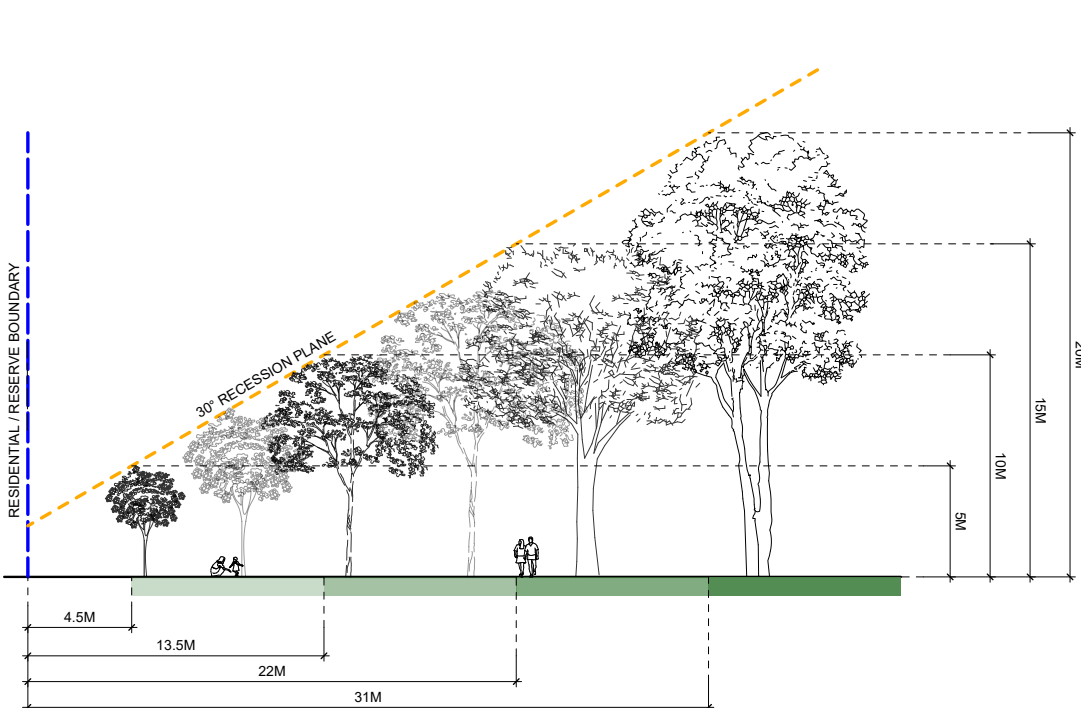 RESIDENTIAL / RESERVE BOUNDARY
30° RECESSION PLANE
5M
10M
15M
4.5M
13.5M
22M
31M